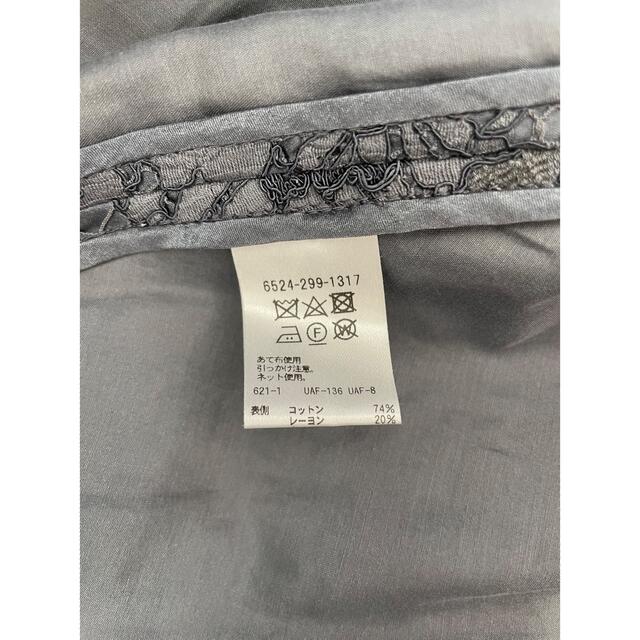 6524-299-1317
F W
あて布使用
引っかけ注意。
ネット使用。
621-1 UAF-136 UAF-8
表側 コットン 74%
レーヨン 20%